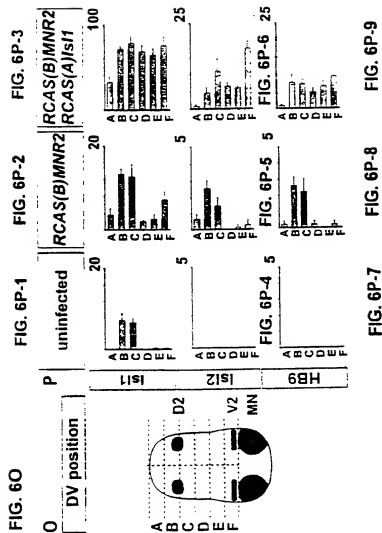 FIG. 6O
O
DV position
A
B
C
D
E
F
D2
V2
MN
P
FIG. 6P-1
FIG. 6P-2
FIG. 6P-3
uninfected
RCAS(B)MNR2
RCAS(B)MNR2
RCAS(A)Isl1
Isl1
20
A
B
C
D
E
F
20
A
B
C
D
E
F
100
A
B
C
D
E
F
Isl2
5
A
B
C
D
E
F
5
A
B
C
D
E
F
25
A
B
C
D
E
F
FIG. 6P-4
FIG. 6P-5
FIG. 6P-6
HB9
5
A
B
C
D
E
F
5
A
B
C
D
E
F
25
A
B
C
D
E
F
FIG. 6P-7
FIG. 6P-8
FIG. 6P-9